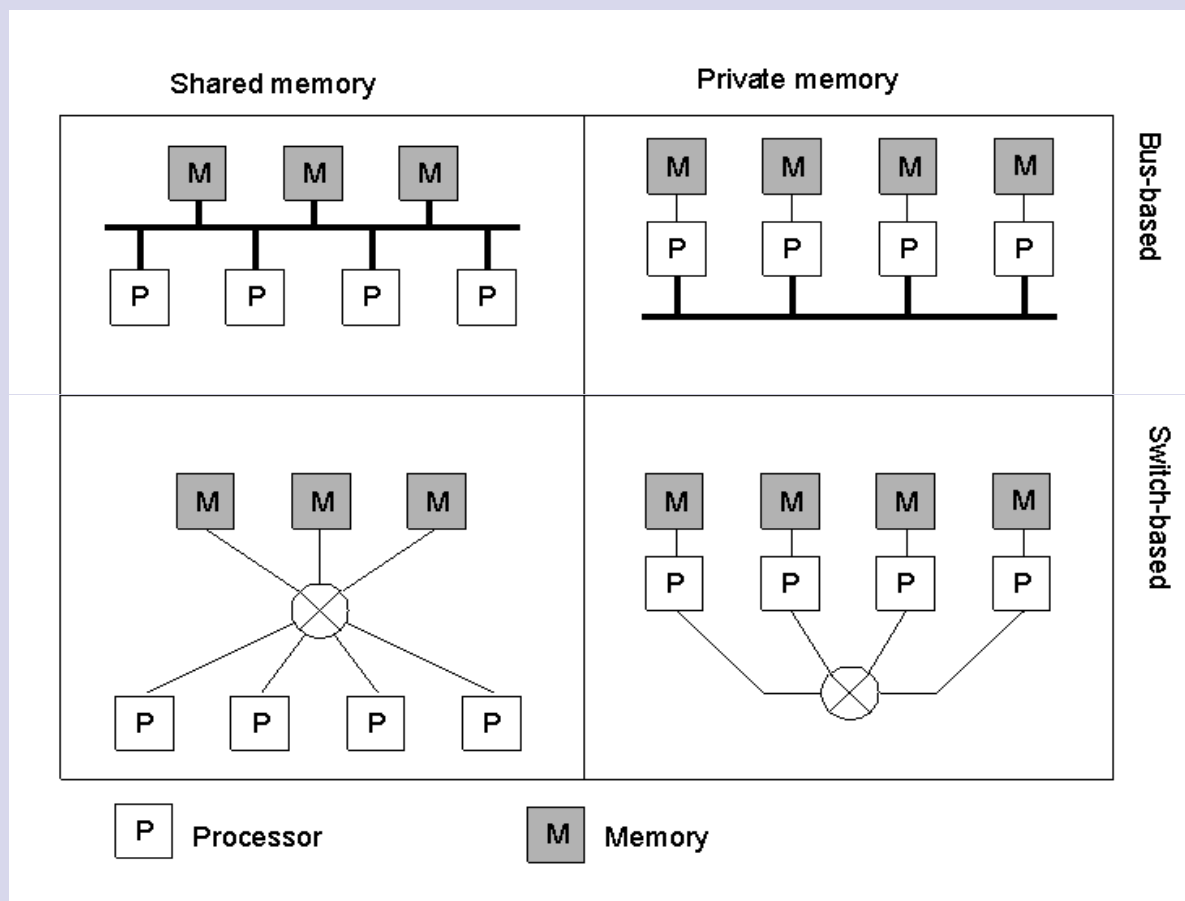 Shared memory
Private memory
M M M
P P P P
M M M M
P P P P
Bus-based
M M M
P P P P
M M M M
P P P P
Switch-based
P Processor
M Memory